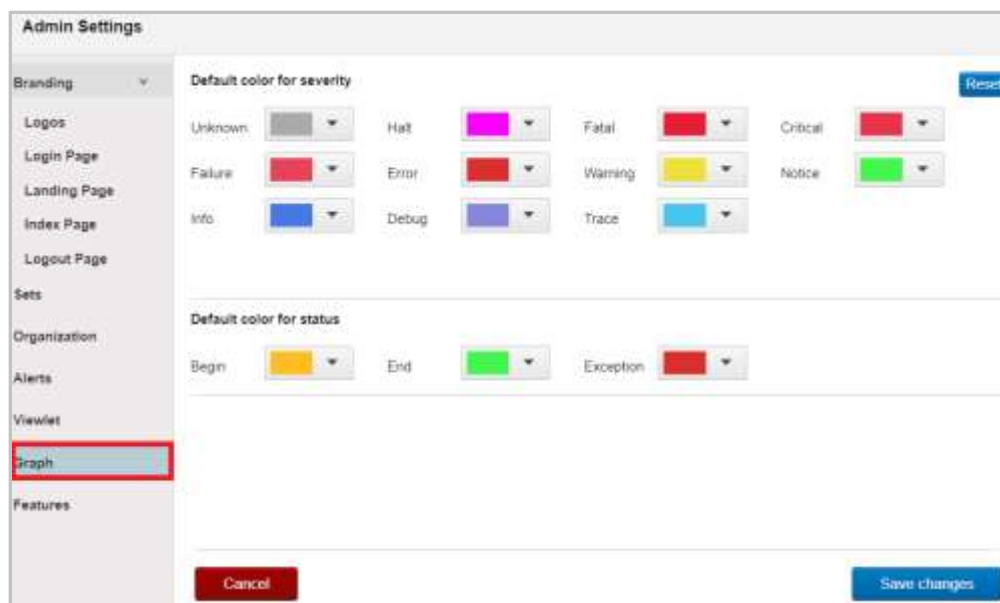 Admin Settings
Branding
Default color for severity
Reset
Logos
Unknown Halt Fatal Critical
Login Page
Failure Error Warning Notice
Landing Page
Index Page
Info Debug Trace
Logout Page
Sets
Default color for status
Organization
Begin End Exception
Alerts
Viewlet
Graph
Features
Cancel Save changes